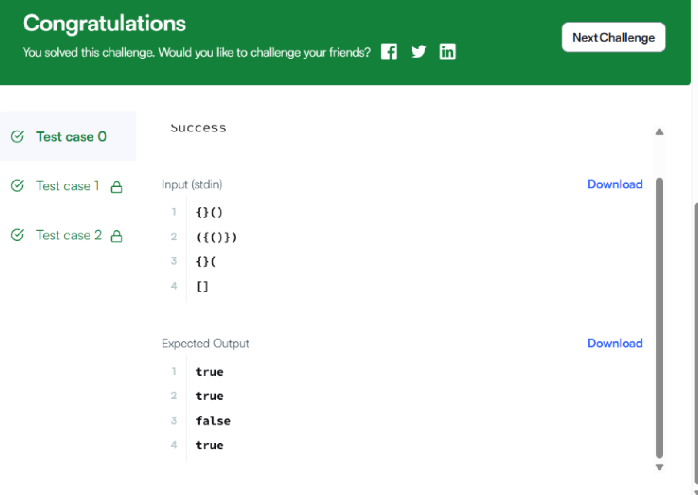 Congratulations
You solved this challenge. Would you like to challenge your friends?
Next Challenge
Test case 0
Test case 1
Test case 2
Success
Input (stdin)
Download
1 {}()
2 ({()})
3 {}(
4 []
Expected Output
Download
1 true
2 true
3 false
4 true